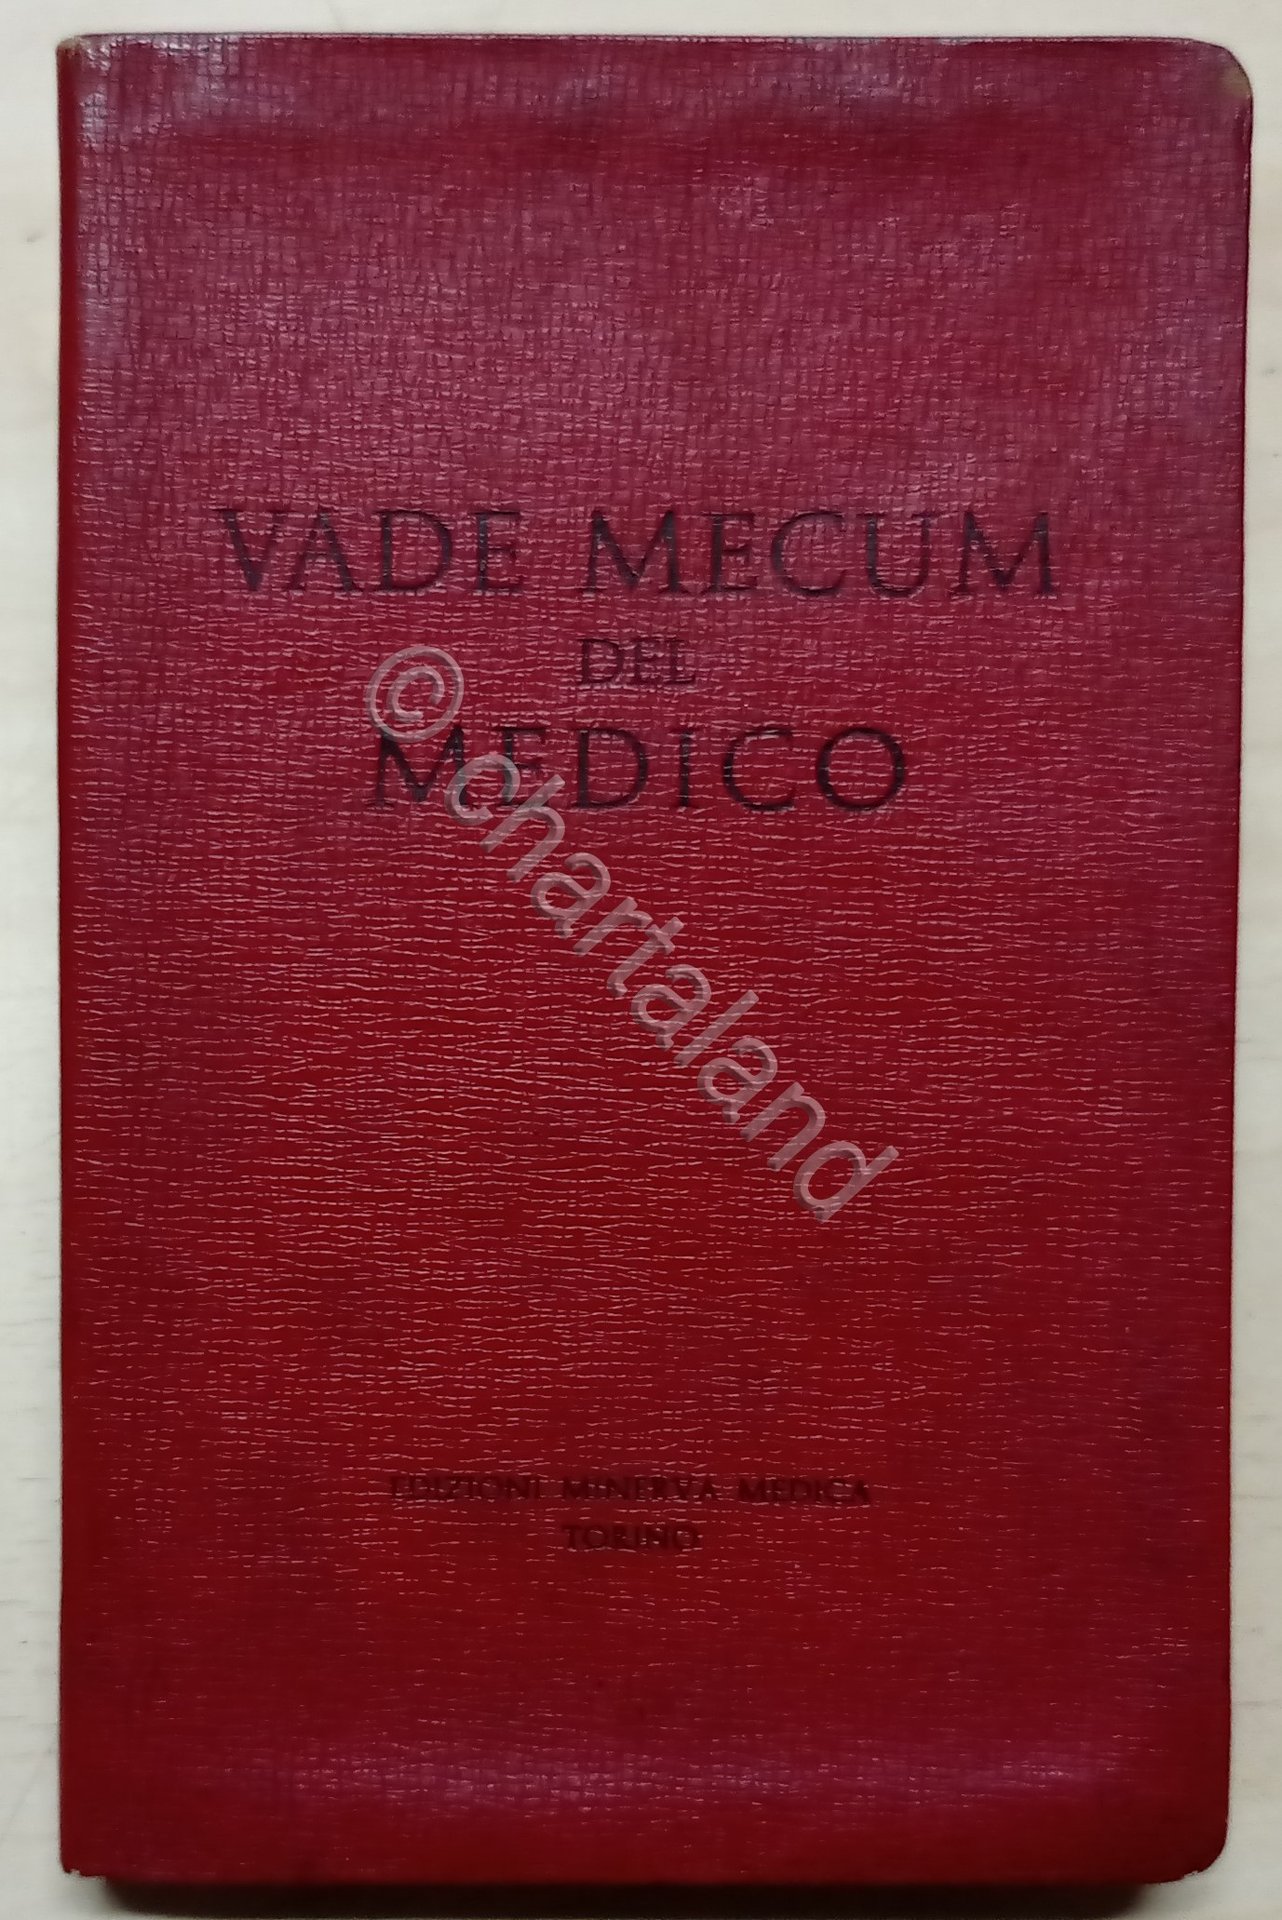 VADE MECUM
DEL
MEDICO
© chartaland
EDIZIONI MINERVA MEDICA
TORINO